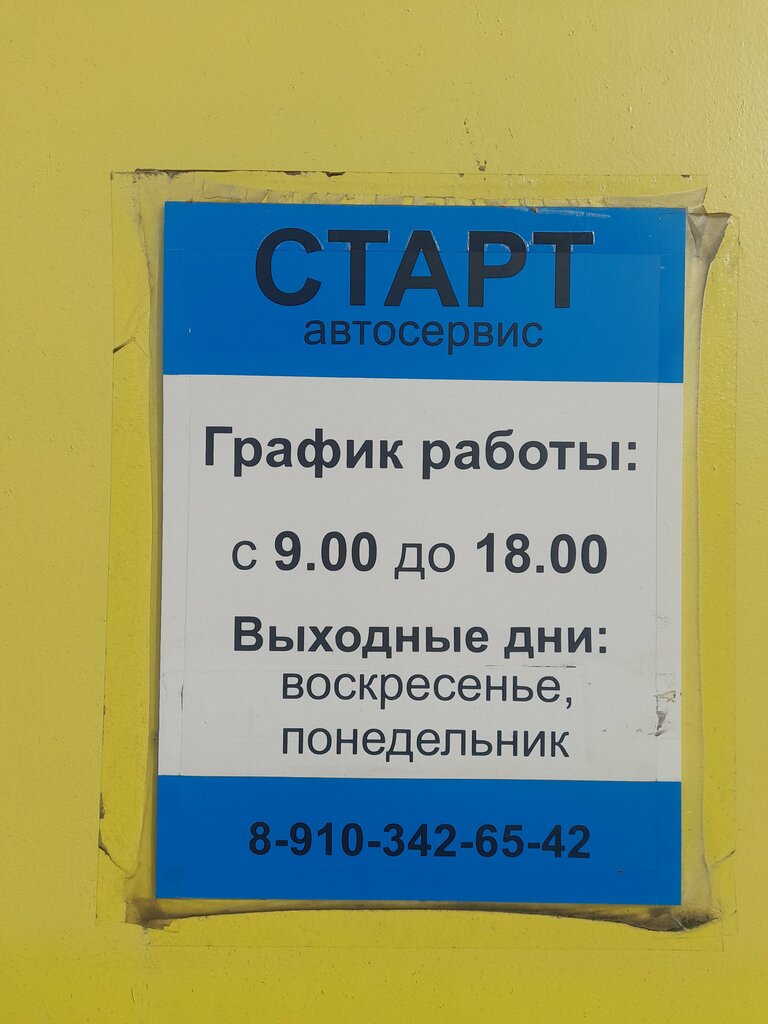 СТАРТ
автосервис
График работы:
с 9.00 до 18.00
Выходные дни:
воскресенье,
понедельник
8-910-342-65-42